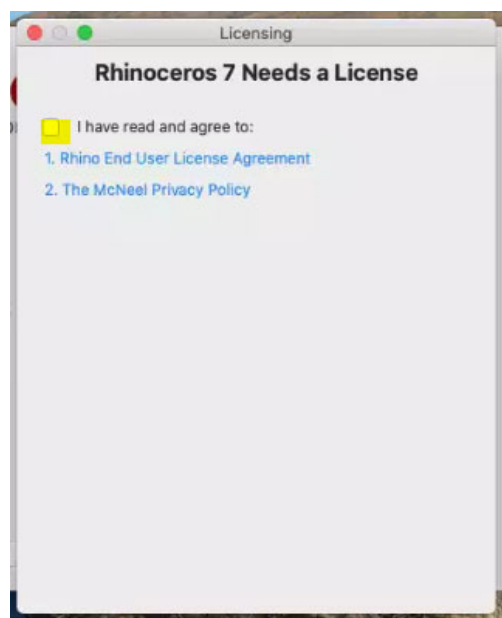 Licensing
Rhinoceros 7 Needs a License
I have read and agree to:
1. Rhino End User License Agreement
2. The McNeel Privacy Policy